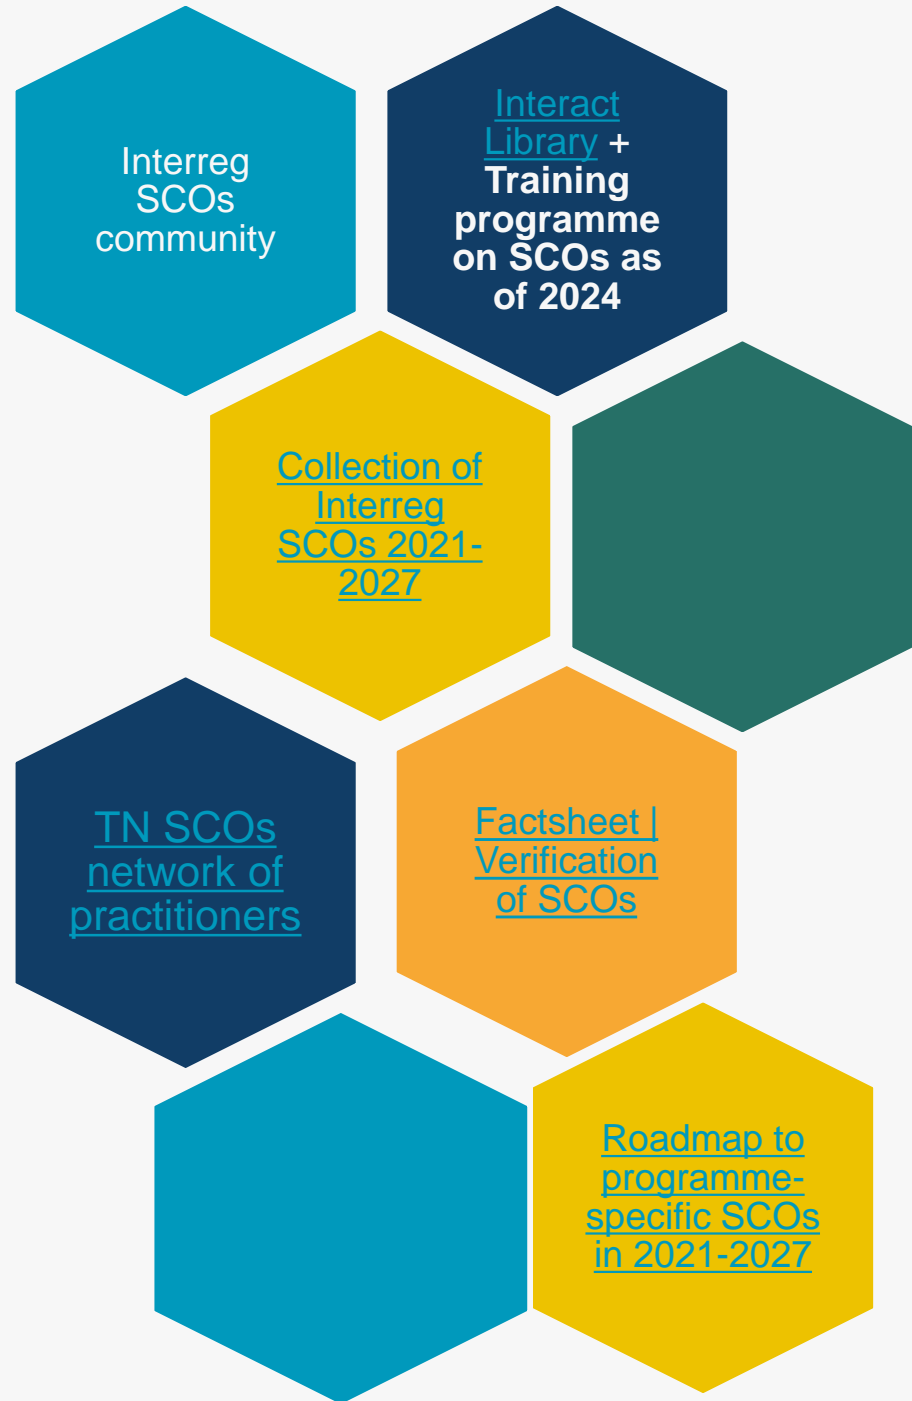 Interreg
SCOs
community
Interact
Library +
Training
programme
on SCOs as
of 2024
Collection of
Interreg
SCOs 2021-
2027
TN SCOs
network of
practitioners
Factsheet |
Verification
of SCOs
Roadmap to
programme-
specific SCOs
in 2021-2027